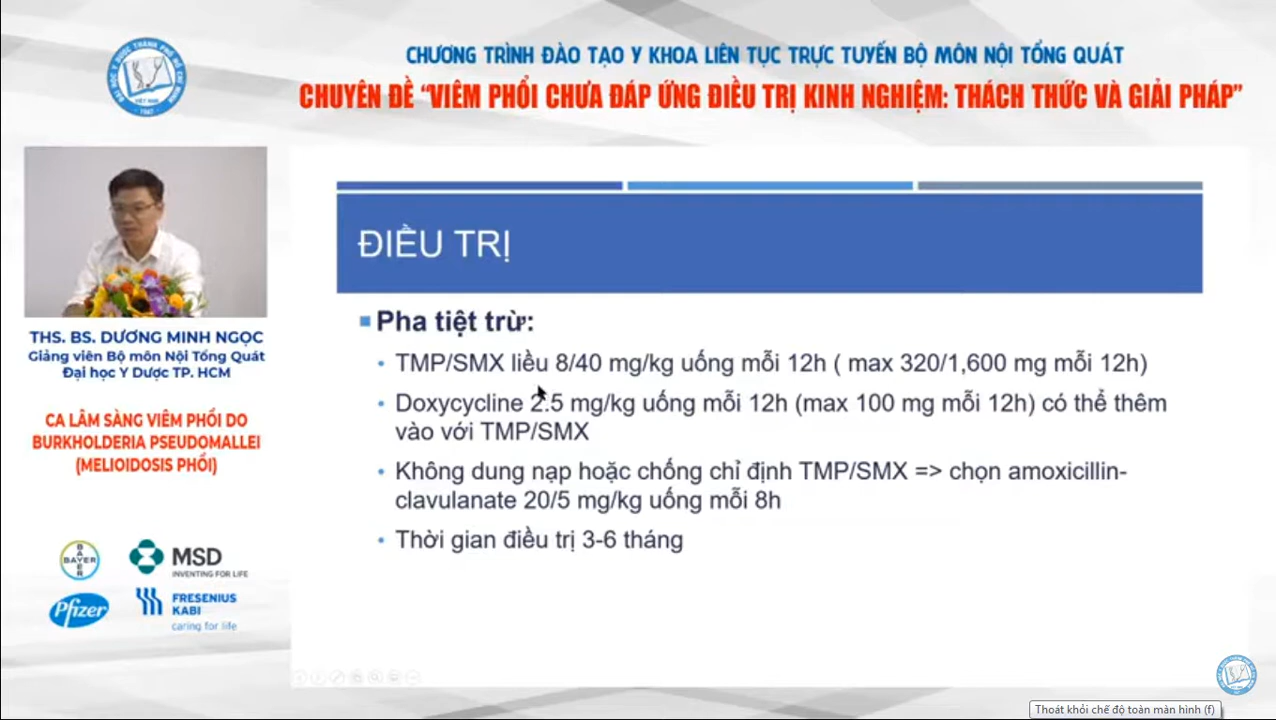 CHƯƠNG TRÌNH ĐÀO TẠO Y KHOA LIÊN TỤC TRỰC TUYẾN BỘ MÔN NỘI TỔNG QUÁT
CHUYÊN ĐỀ “VIÊM PHỔI CHƯA ĐÁP ỨNG ĐIỀU TRỊ KINH NGHIỆM: THÁCH THỨC VÀ GIẢI PHÁP”
THS. BS. DƯƠNG MINH NGỌC
Giảng viên Bộ môn Nội Tổng Quát
Đại học Y Dược TP. HCM
CA LÂM SÀNG VIÊM PHỔI DO
BURKHOLDERIA PSEUDOMALLEI
(MELIOIDOSIS PHỔI)
BAYER
MSD
INVENTING FOR LIFE
Pfizer
FRESENIUS
KABI
caring for life
ĐIỀU TRỊ
Pha tiệt trừ:
• TMP/SMX liều 8/40 mg/kg uống mỗi 12h ( max 320/1,600 mg mỗi 12h)
• Doxycycline 2.5 mg/kg uống mỗi 12h (max 100 mg mỗi 12h) có thể thêm
vào với TMP/SMX
• Không dung nạp hoặc chống chỉ định TMP/SMX => chọn amoxicillin-
clavulanate 20/5 mg/kg uống mỗi 8h
• Thời gian điều trị 3-6 tháng
Thoát khỏi chế độ toàn màn hình (f)